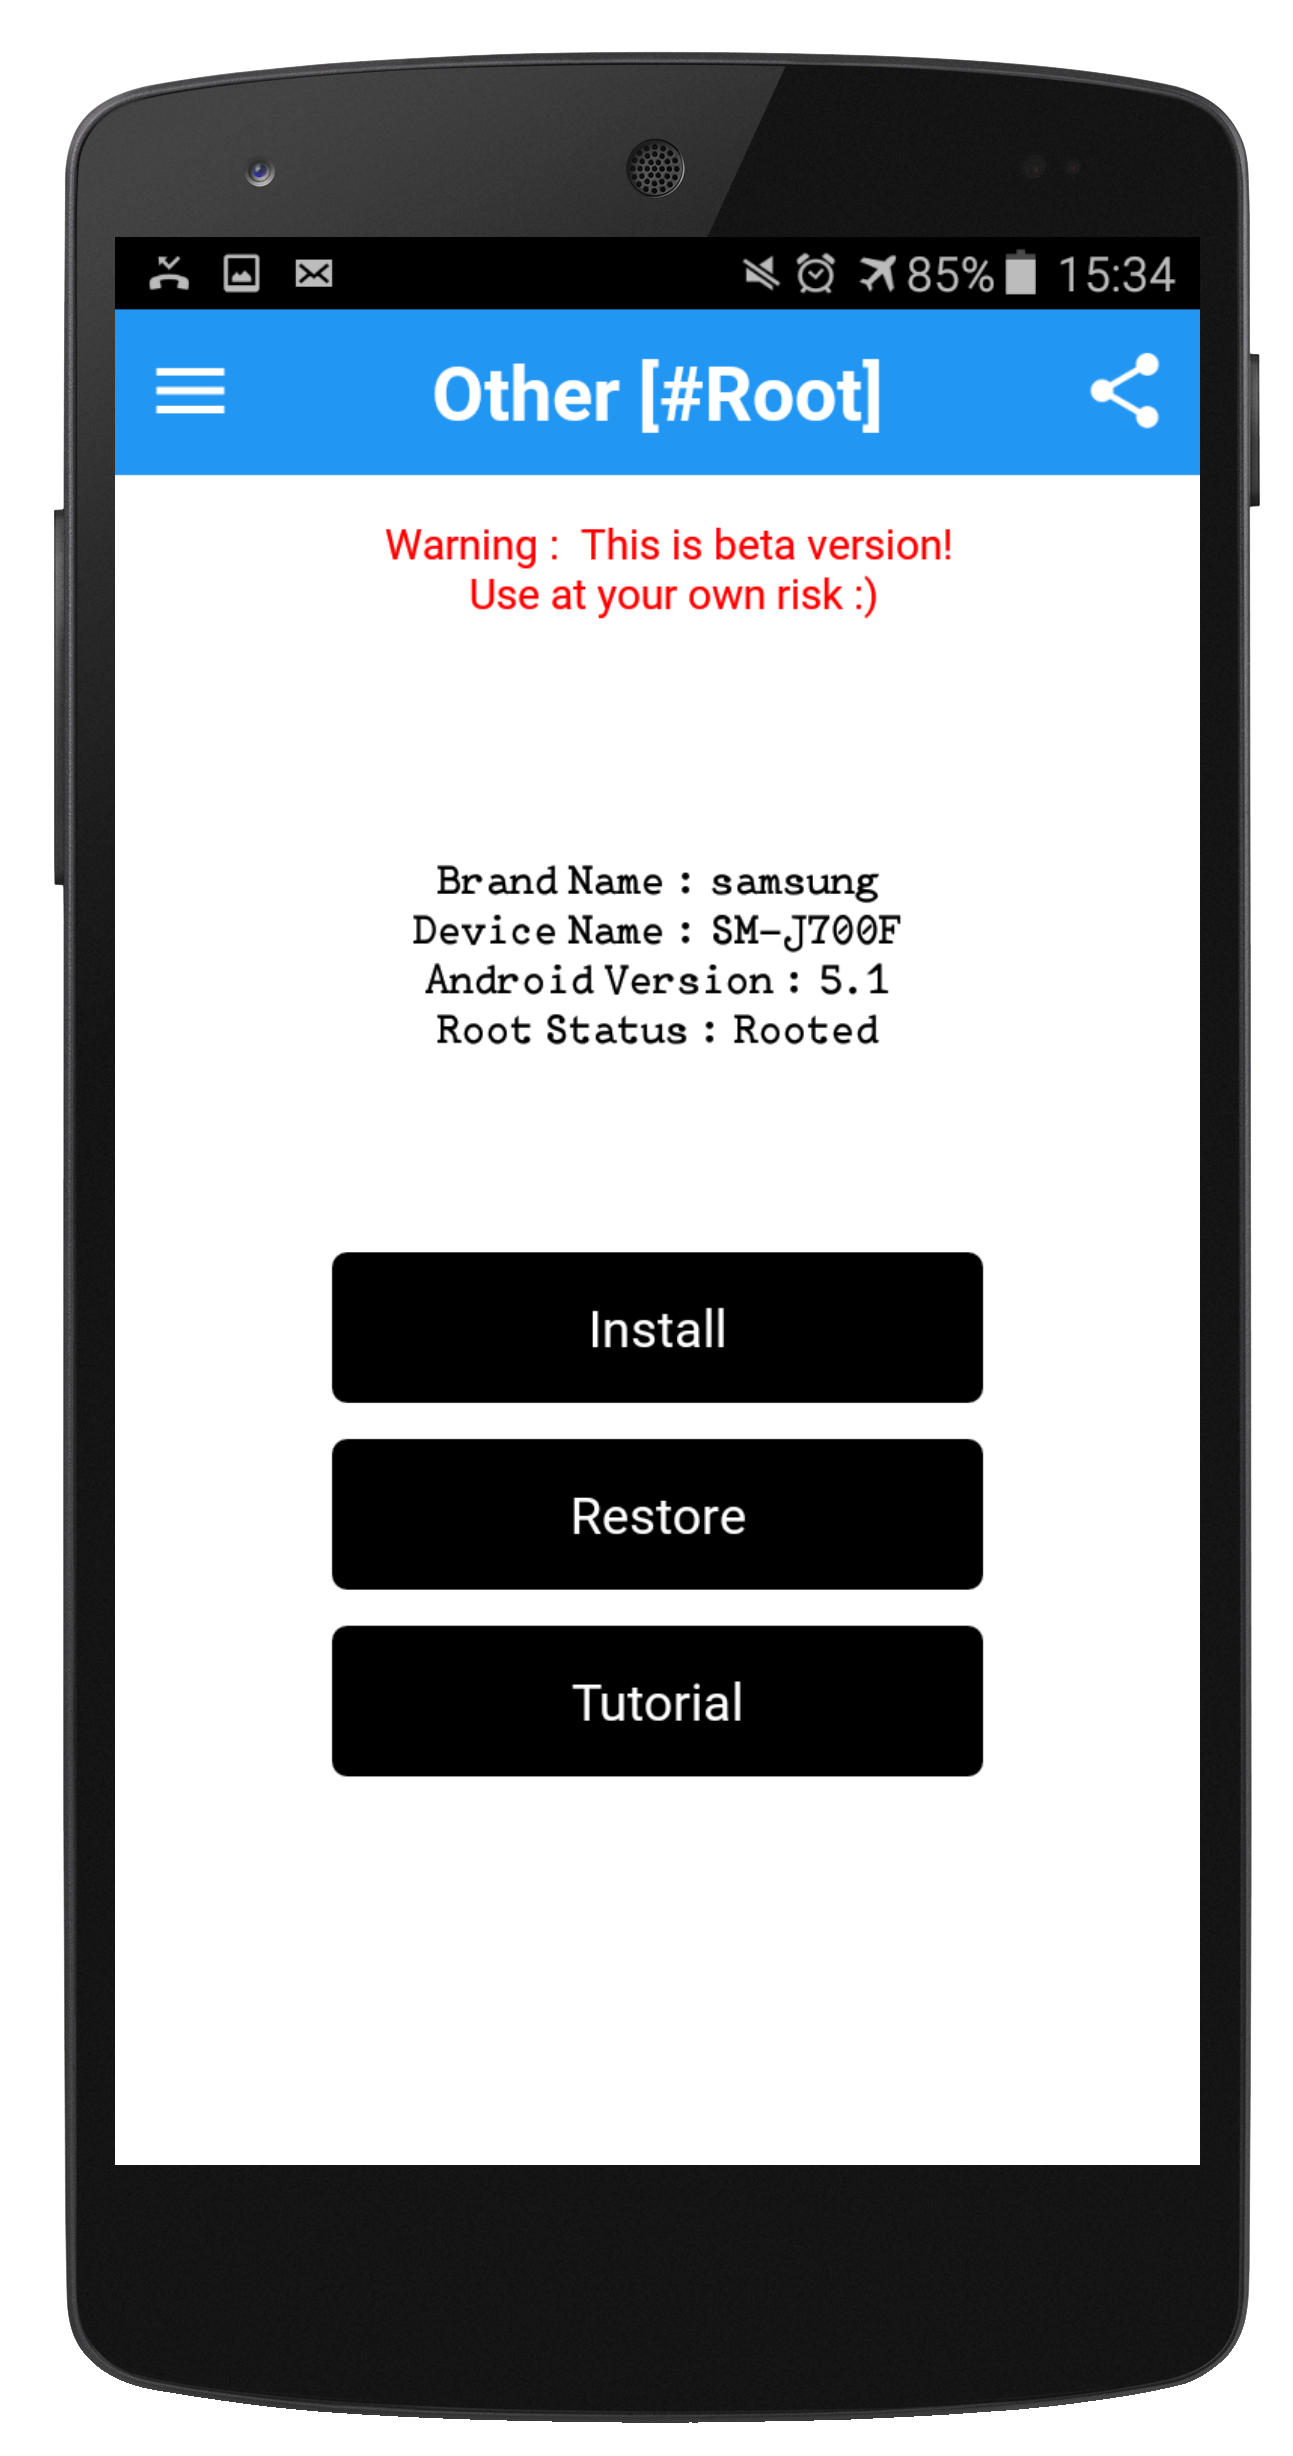 85% 15:34
Other [#Root]
Warning :  This is beta version!
Use at your own risk :)
Brand Name : samsung
Device Name : SM-J700F
Android Version : 5.1
Root Status : Rooted
Install
Restore
Tutorial